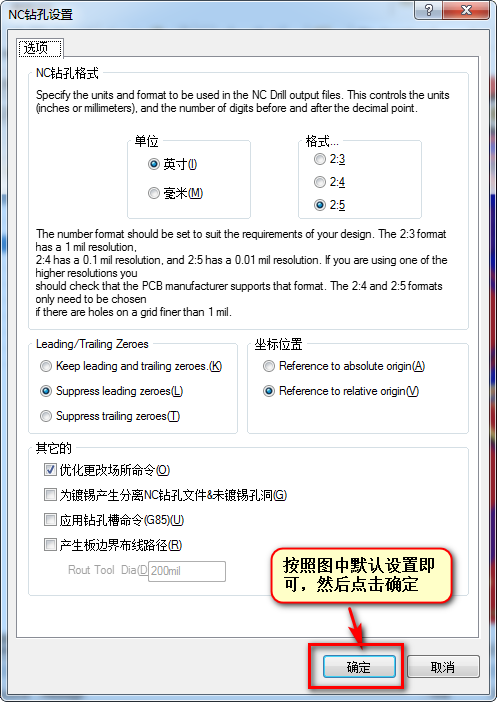 NC钻孔设置
选项
NC钻孔格式
Specify the units and format to be used in the NC Drill output files. This controls the units
(inches or millimeters), and the number of digits before and after the decimal point.
单位
英寸(I)
毫米(M)
格式...
2:3
2:4
2:5
The number format should be set to suit the requirements of your design. The 2:3 format
has a 1 mil resolution,
2:4 has a 0.1 mil resolution, and 2:5 has a 0.01 mil resolution. If you are using one of the
higher resolutions you
should check that the PCB manufacturer supports that format. The 2:4 and 2:5 formats
only need to be chosen
if there are holes on a grid finer than 1 mil.
Leading/Trailing Zeroes
Keep leading and trailing zeroes.(K)
Suppress leading zeroes(L)
Suppress trailing zeroes(T)
坐标位置
Reference to absolute origin(A)
Reference to relative origin(V)
其它的
优化更改场所命令(O)
为镀锡产生分离NC钻孔文件&未镀锡孔洞(G)
应用钻孔槽命令(G85)(U)
产生板边界布线路径(R)
Rout Tool Dia(D 200mil
按照图中默认设置即
可，然后点击确定
确定
取消